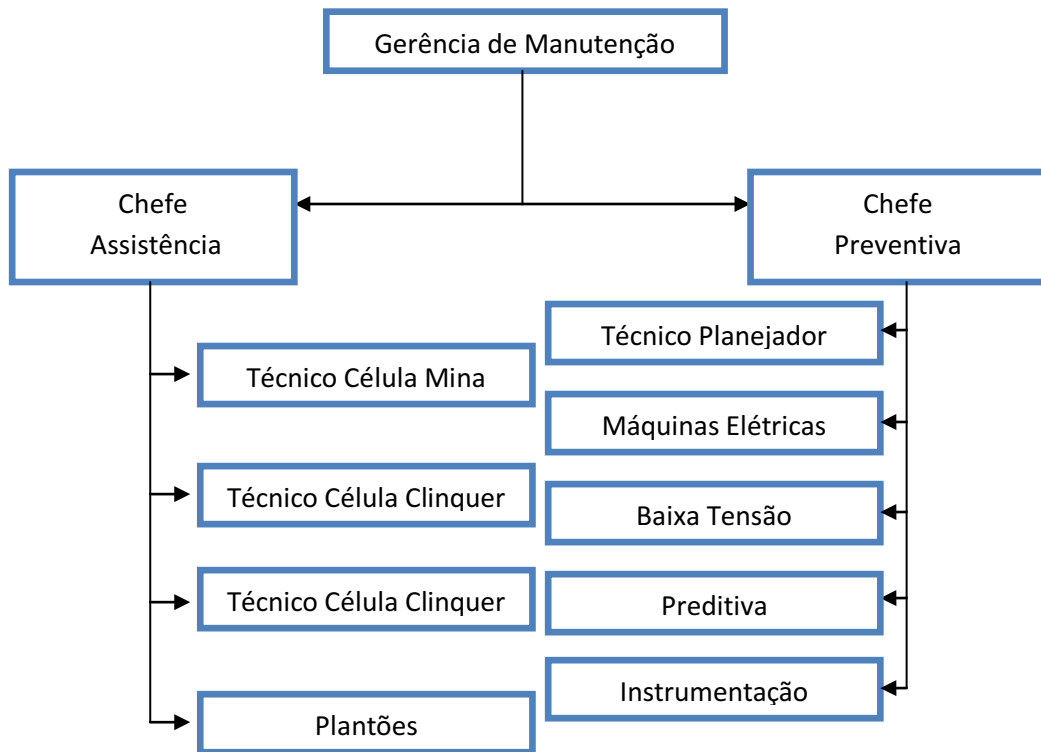 Gerência de Manutenção
Chefe
Assistência
Chefe
Preventiva
Técnico Célula Mina
Técnico Célula Clinquer
Técnico Célula Clinquer
Plantões
Técnico Planejador
Máquinas Elétricas
Baixa Tensão
Preditiva
Instrumentação